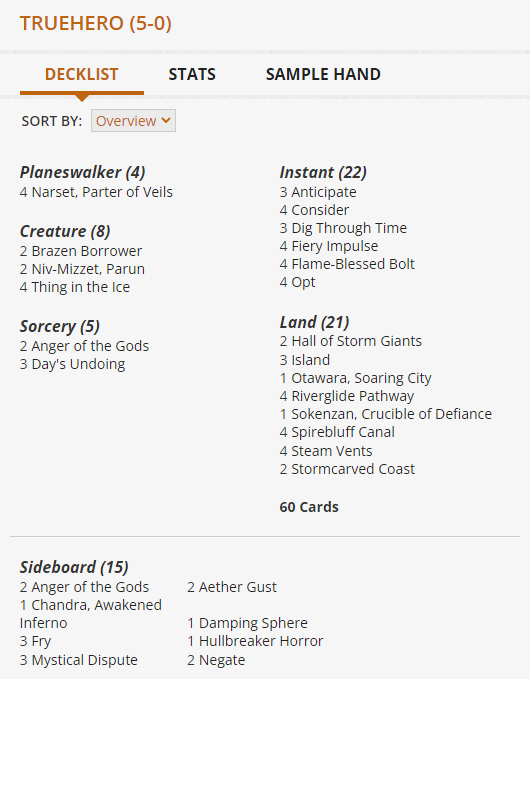 TRUEHERO (5-0)
DECKLIST STATS SAMPLE HAND
SORT BY: Overview
Planeswalker (4)
4 Narset, Parter of Veils
Creature (8)
2 Brazen Borrower
2 Niv-Mizzet, Parun
4 Thing in the Ice
Sorcery (5)
2 Anger of the Gods
3 Day's Undoing
Instant (22)
3 Anticipate
4 Consider
3 Dig Through Time
4 Fiery Impulse
4 Flame-Blessed Bolt
4 Opt
Land (21)
2 Hall of Storm Giants
3 Island
1 Otawara, Soaring City
4 Riverglide Pathway
1 Sokenzan, Crucible of Defiance
4 Spirebluff Canal
4 Steam Vents
2 Stormcarved Coast
60 Cards
Sideboard (15)
2 Anger of the Gods
1 Chandra, Awakened
Inferno
3 Fry
3 Mystical Dispute
2 Aether Gust
1 Damping Sphere
1 Hullbreaker Horror
2 Negate